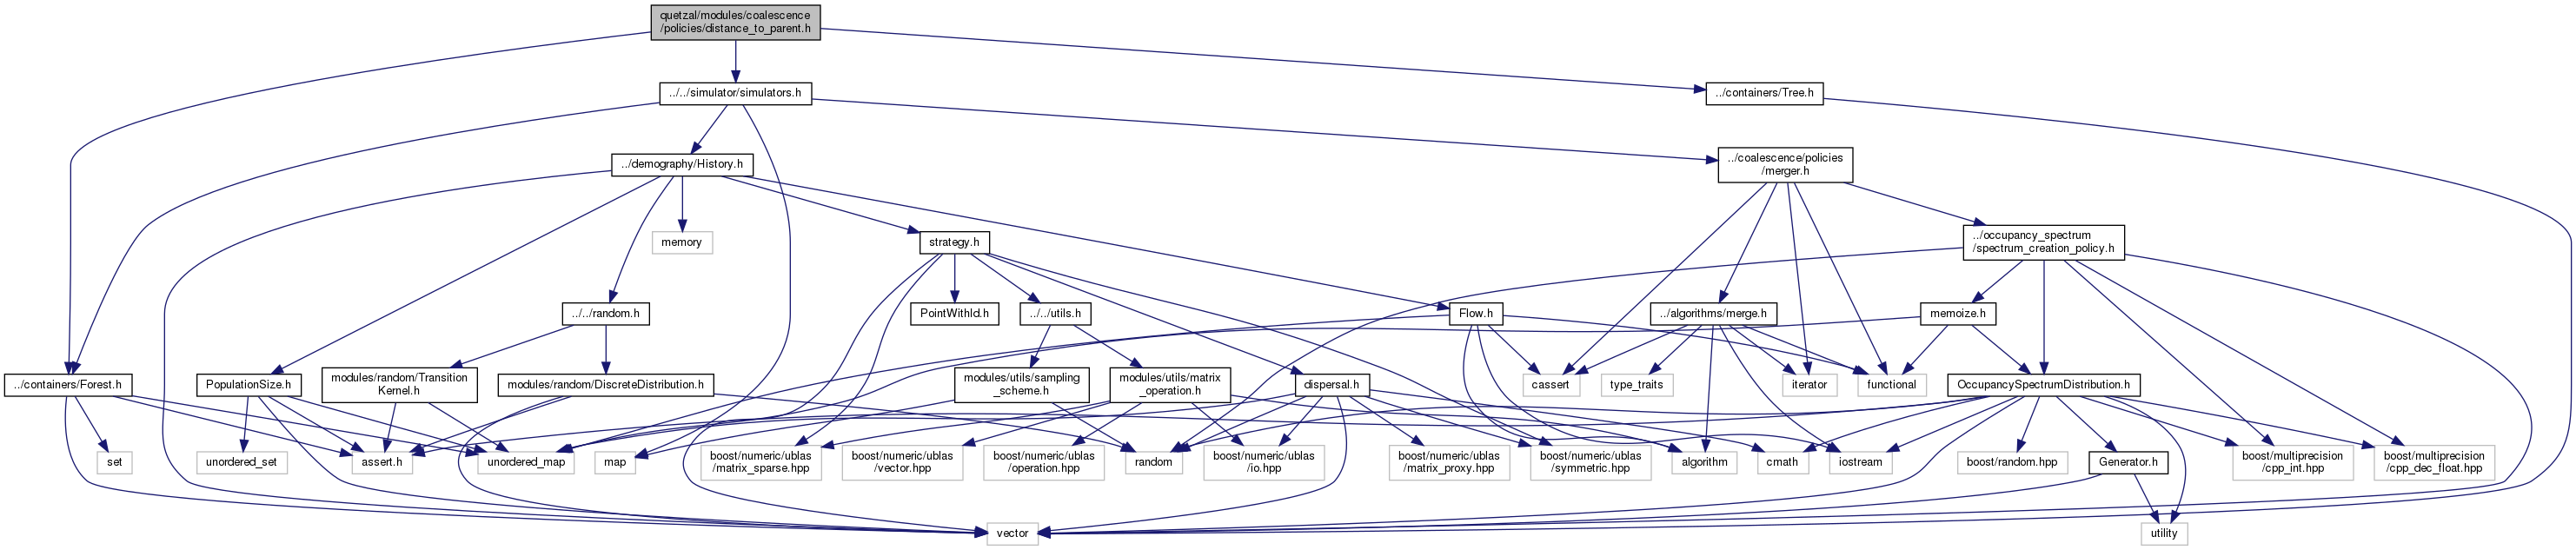 quetzal/modules/coalescence
/policies/distance_to_parent.h
../../simulator/simulators.h
../containers/Tree.h
../demography/History.h
../coalescence/policies
/merger.h
memory
strategy.h
../occupancy_spectrum
/spectrum_creation_policy.h
../../random.h
PointWithId.h
../../utils.h
Flow.h
../algorithms/merge.h
memoize.h
../containers/Forest.h
PopulationSize.h
modules/random/Transition
Kernel.h
modules/random/DiscreteDistribution.h
modules/utils/sampling
_scheme.h
modules/utils/matrix
_operation.h
dispersal.h
cassert
type_traits
iterator
functional
OccupancySpectrumDistribution.h
set
unordered_set
assert.h
unordered_map
map
boost/numeric/ublas
/matrix_sparse.hpp
boost/numeric/ublas
/vector.hpp
boost/numeric/ublas
/operation.hpp
random
boost/numeric/ublas
/io.hpp
boost/numeric/ublas
/matrix_proxy.hpp
boost/numeric/ublas
/symmetric.hpp
algorithm
cmath
iostream
boost/random.hpp
Generator.h
boost/multiprecision
/cpp_int.hpp
boost/multiprecision
/cpp_dec_float.hpp
vector
utility